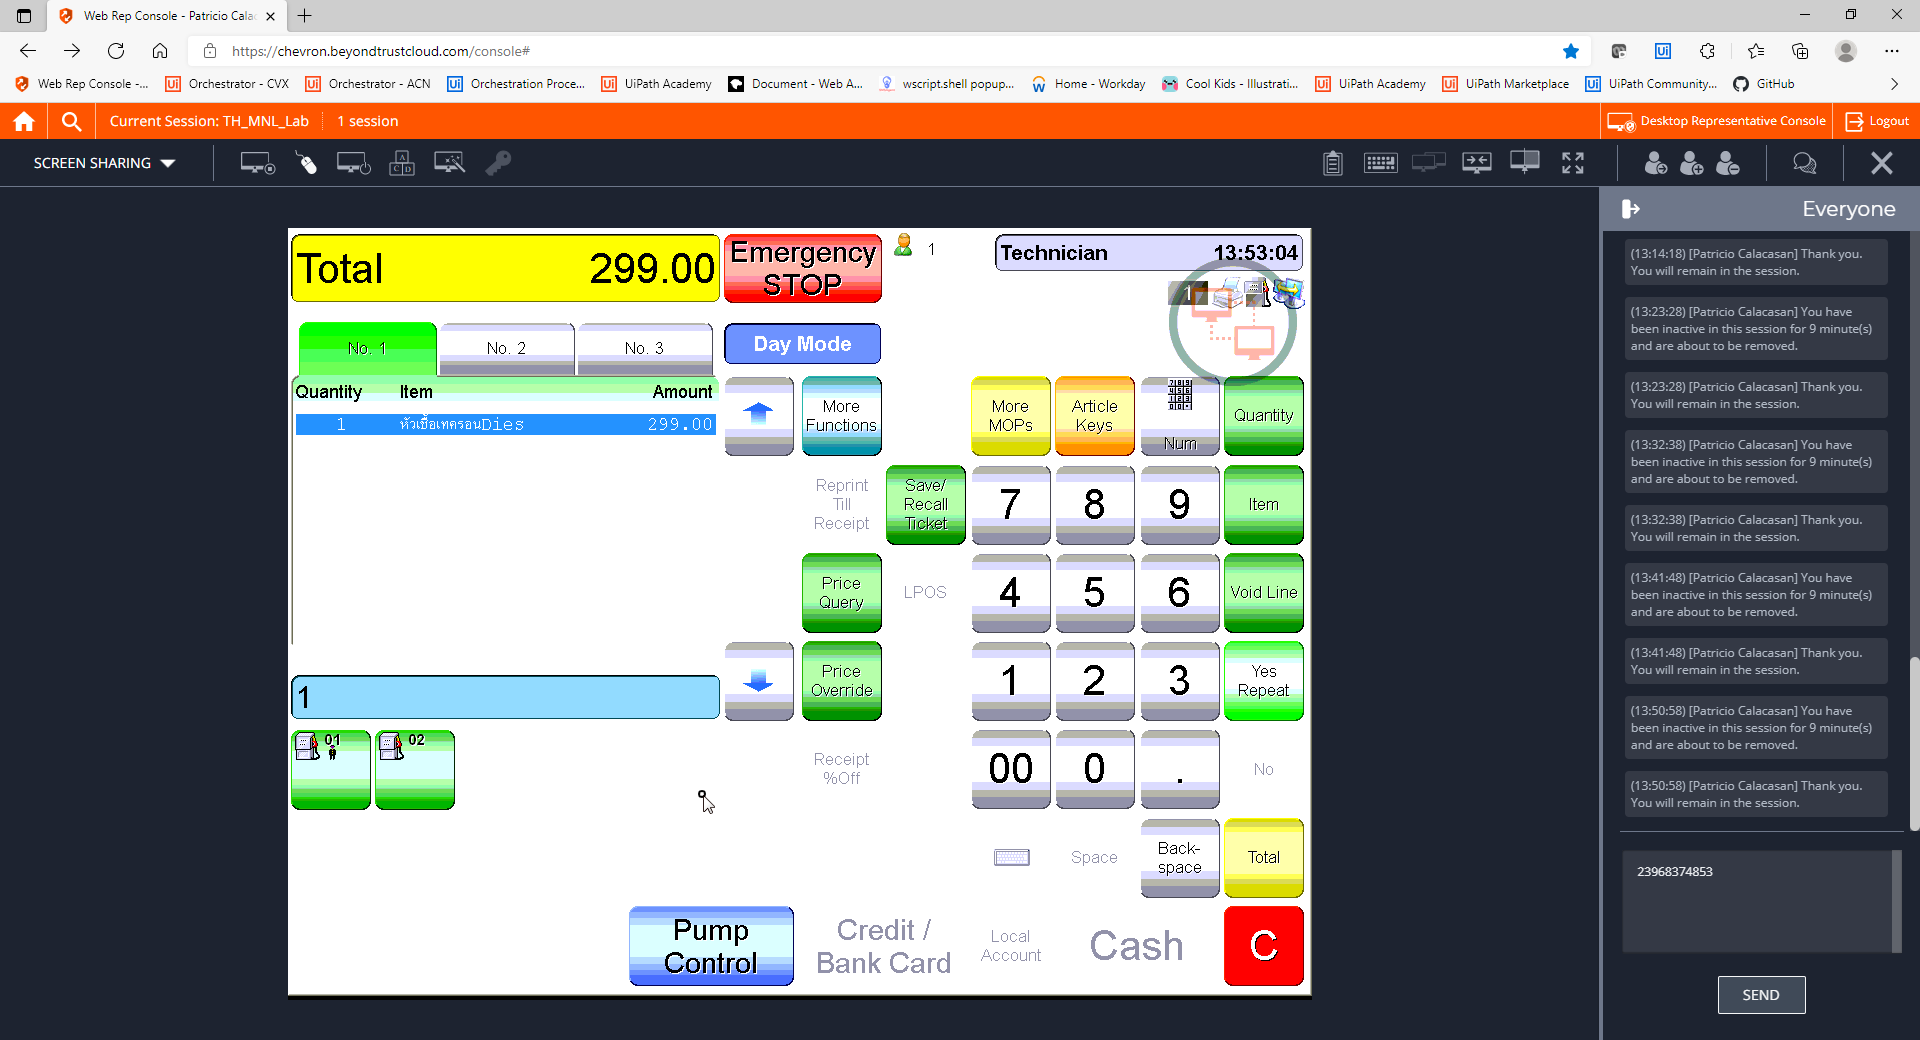 Web Rep Console - Patricio Cala
https://chevron.beyondtrustcloud.com/console#
Web Rep Console -...
Orchestrator - CVX
Orchestrator - ACN
Orchestration Proce...
UiPath Academy
Document - Web A...
wscript.shell popup...
Home - Workday
Cool Kids - Illustrati...
UiPath Academy
UiPath Marketplace
UiPath Community...
GitHub
Current Session: TH_MNL_Lab
1 session
Desktop Representative Console
Logout
SCREEN SHARING
Everyone
Total 299.00
Emergency
STOP
1
Technician 13:53:04
1
No. 1
No. 2
No. 3
Day Mode
Quantity Item Amount
1 หัวเชื้อเทครอนDies 299.00
More
Functions
More
MOPs
Article
Keys
Num
Quantity
Reprint
Till
Receipt
Save/
Recall
Ticket
7
8
9
Item
Price
Query
LPOS
4
5
6
Void Line
1
Price
Override
1
2
3
Yes
Repeat
01
02
Receipt
%Off
00
0
.
No
Space
Back-
space
Total
Pump
Control
Credit /
Bank Card
Local
Account
Cash
C
(13:14:18) [Patricio Calacasan] Thank you.
You will remain in the session.
(13:23:28) [Patricio Calacasan] You have
been inactive in this session for 9 minute(s)
and are about to be removed.
(13:23:28) [Patricio Calacasan] Thank you.
You will remain in the session.
(13:32:38) [Patricio Calacasan] You have
been inactive in this session for 9 minute(s)
and are about to be removed.
(13:32:38) [Patricio Calacasan] Thank you.
You will remain in the session.
(13:41:48) [Patricio Calacasan] You have
been inactive in this session for 9 minute(s)
and are about to be removed.
(13:41:48) [Patricio Calacasan] Thank you.
You will remain in the session.
(13:50:58) [Patricio Calacasan] You have
been inactive in this session for 9 minute(s)
and are about to be removed.
(13:50:58) [Patricio Calacasan] Thank you.
You will remain in the session.
23968374853
SEND